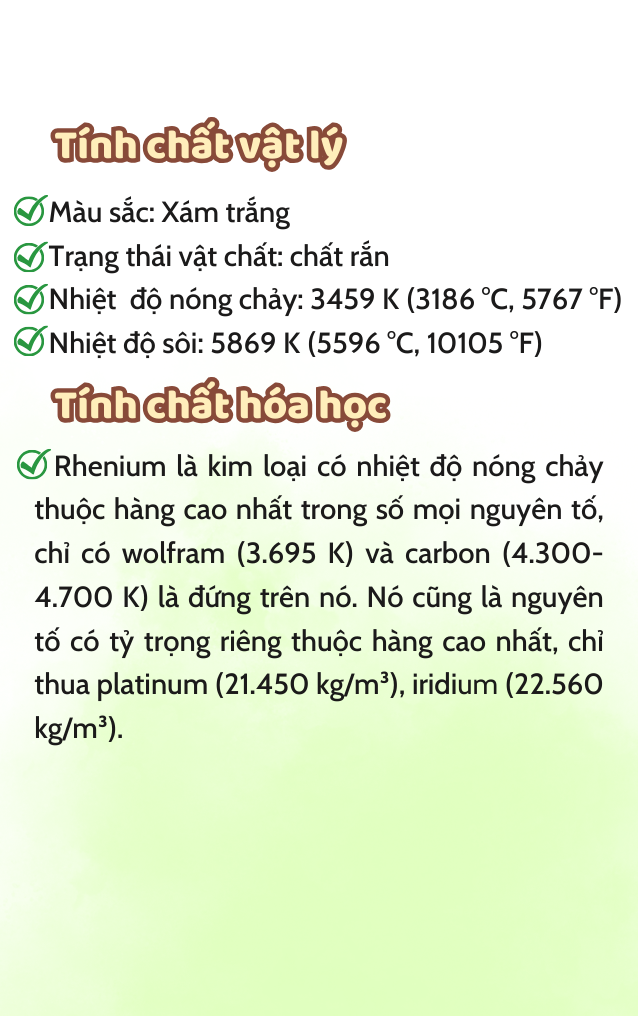 Tính chất vật lý
Màu sắc: Xám trắng
Trạng thái vật chất: chất rắn
Nhiệt  độ nóng chảy: 3459 K (3186 °C, 5767 °F)
Nhiệt độ sôi: 5869 K (5596 °C, 10105 °F)
Tính chất hóa học
Rhenium là kim loại có nhiệt độ nóng chảy
thuộc hàng cao nhất trong số mọi nguyên tố,
chỉ có wolfram (3.695 K) và carbon (4.300-
4.700 K) là đứng trên nó. Nó cũng là nguyên
tố có tỷ trọng riêng thuộc hàng cao nhất, chỉ
thua platinum (21.450 kg/m³), iridium (22.560
kg/m³).